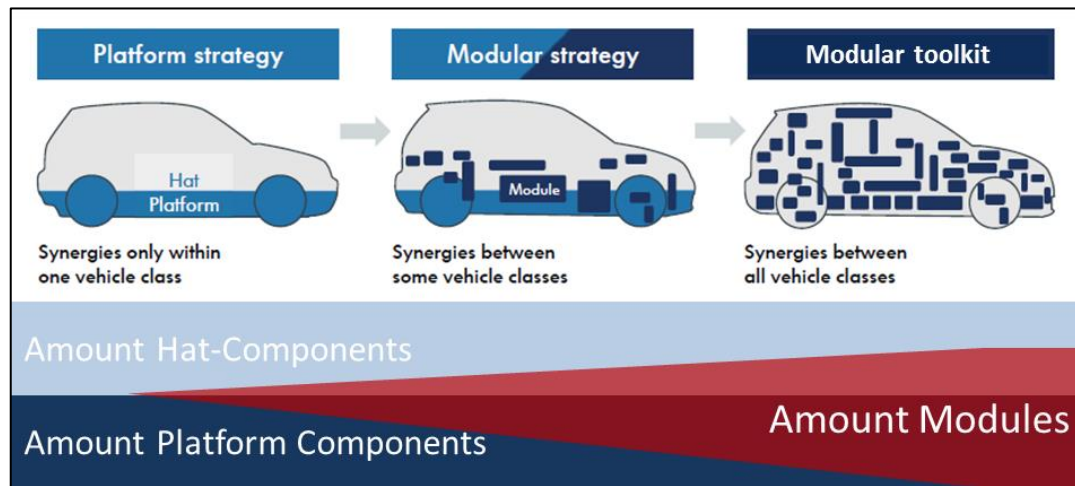 Platform strategy
Modular strategy
Modular toolkit
Hat
Platform
Module
Synergies only within
one vehicle class
Synergies between
some vehicle classes
Synergies between
all vehicle classes
Amount Hat-Components
Amount Modules
Amount Platform Components